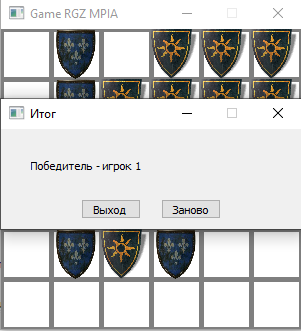 Game RGZ MPIA
Итог
Победитель - игрок 1
Выход
Заново